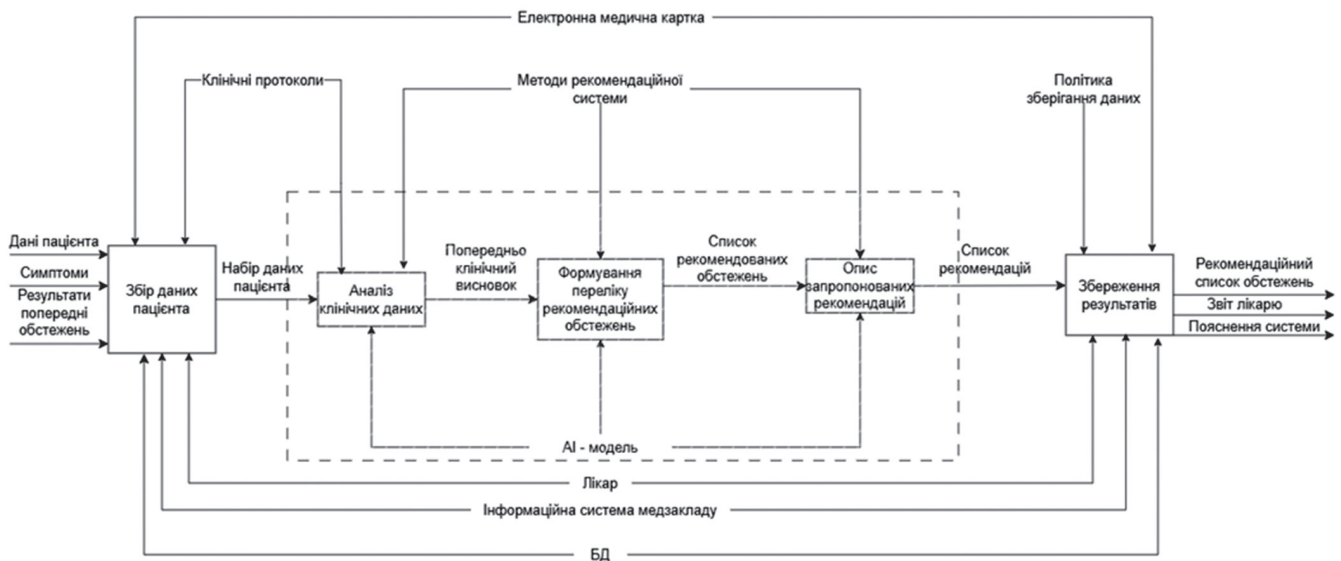 Електронна медична картка
Клінічні протоколи
Методи рекомендаційної
системи
Політика
зберігання даних
Дані пацієнта
Симптоми
Результати
попередні
обстежень
Збір даних
пацієнта
Набір даних
пацієнта
Аналіз
клінічних даних
Попередньо
клінічний
висновок
Формування
переліку
рекомендаційних
обстежень
Список
рекомендованих
обстежень
Опис
запропонованих
рекомендацій
Список
рекомендацій
Збереження
результатів
Рекомендаційний
список обстежень
Звіт лікарю
Пояснення системи
AI - модель
Лікар
Інформаційна система медзакладу
БД